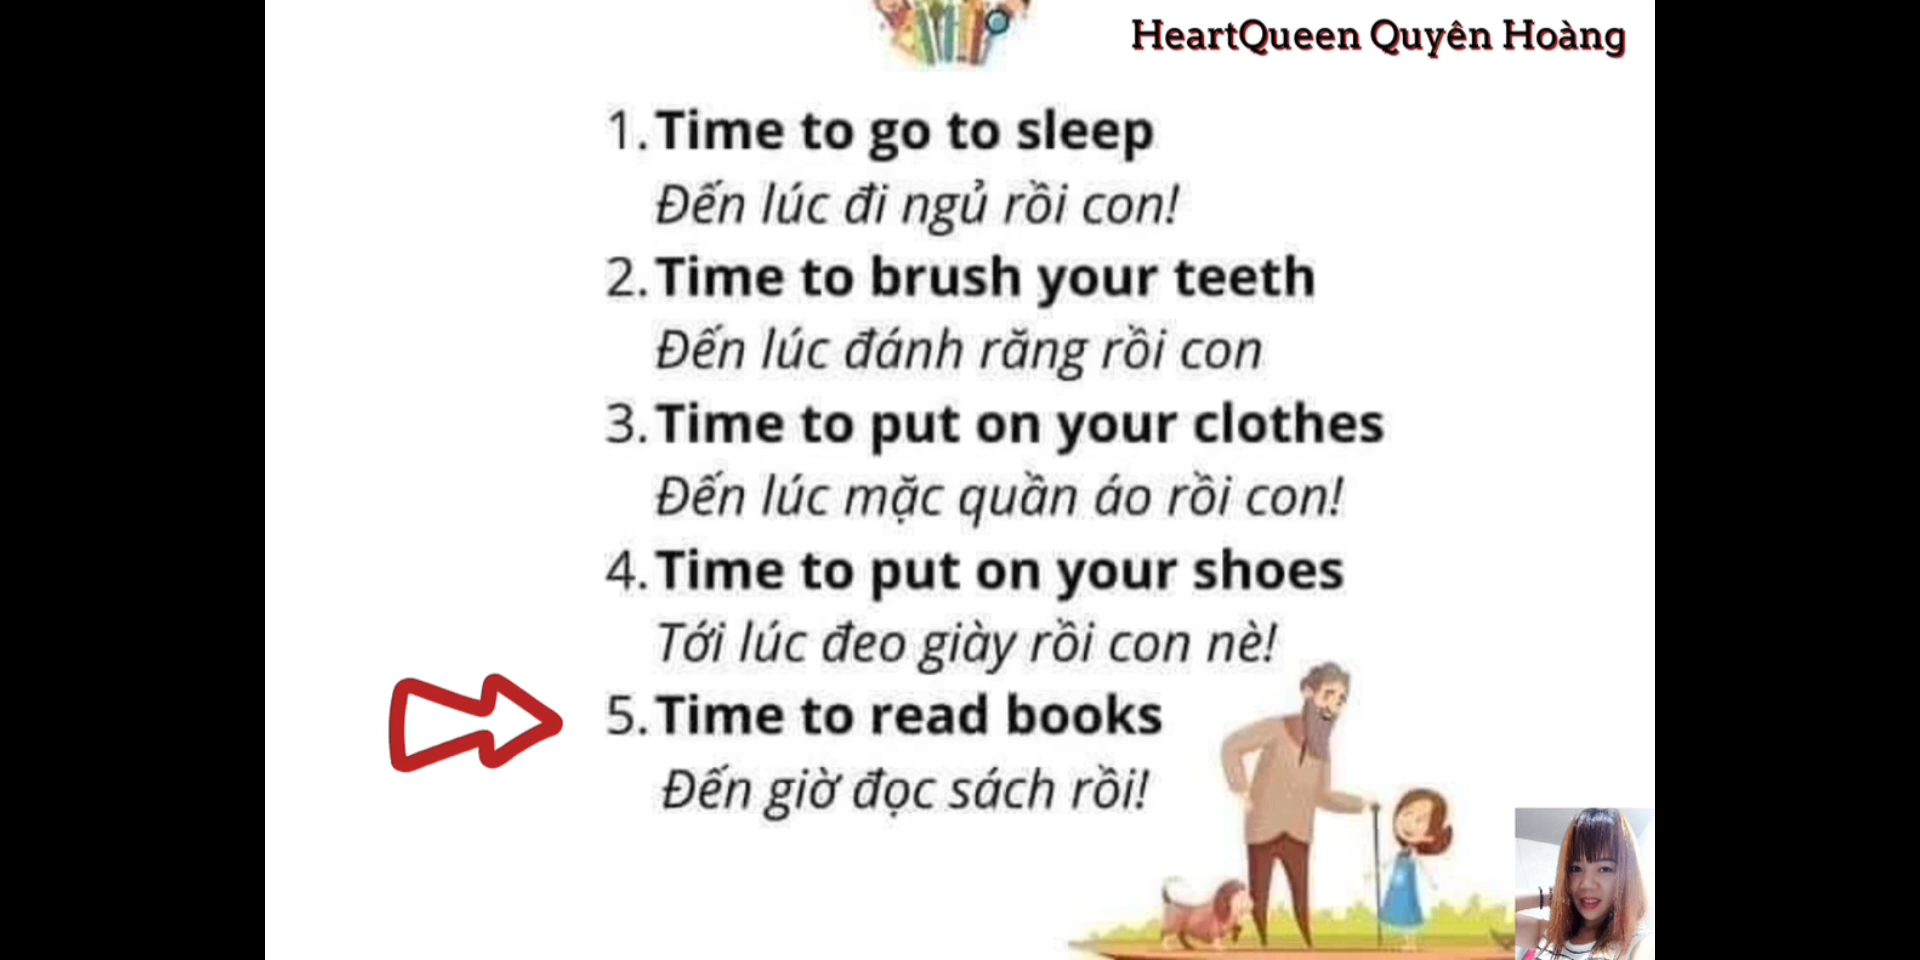 HeartQueen Quyên Hoàng
1. Time to go to sleep
Đến lúc đi ngủ rồi con!
2. Time to brush your teeth
Đến lúc đánh răng rồi con
3. Time to put on your clothes
Đến lúc mặc quần áo rồi con!
4. Time to put on your shoes
Tới lúc đeo giày rồi con nè!
5. Time to read books
Đến giờ đọc sách rồi!